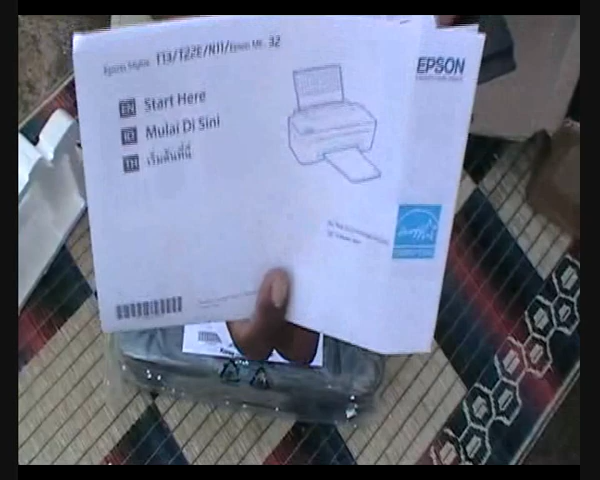 Epson Stylus T13/T22E/N11/Epson ME 32
EPSON
EN Start Here
ID Mulai Di Sini
TH เริ่มต้นที่นี่